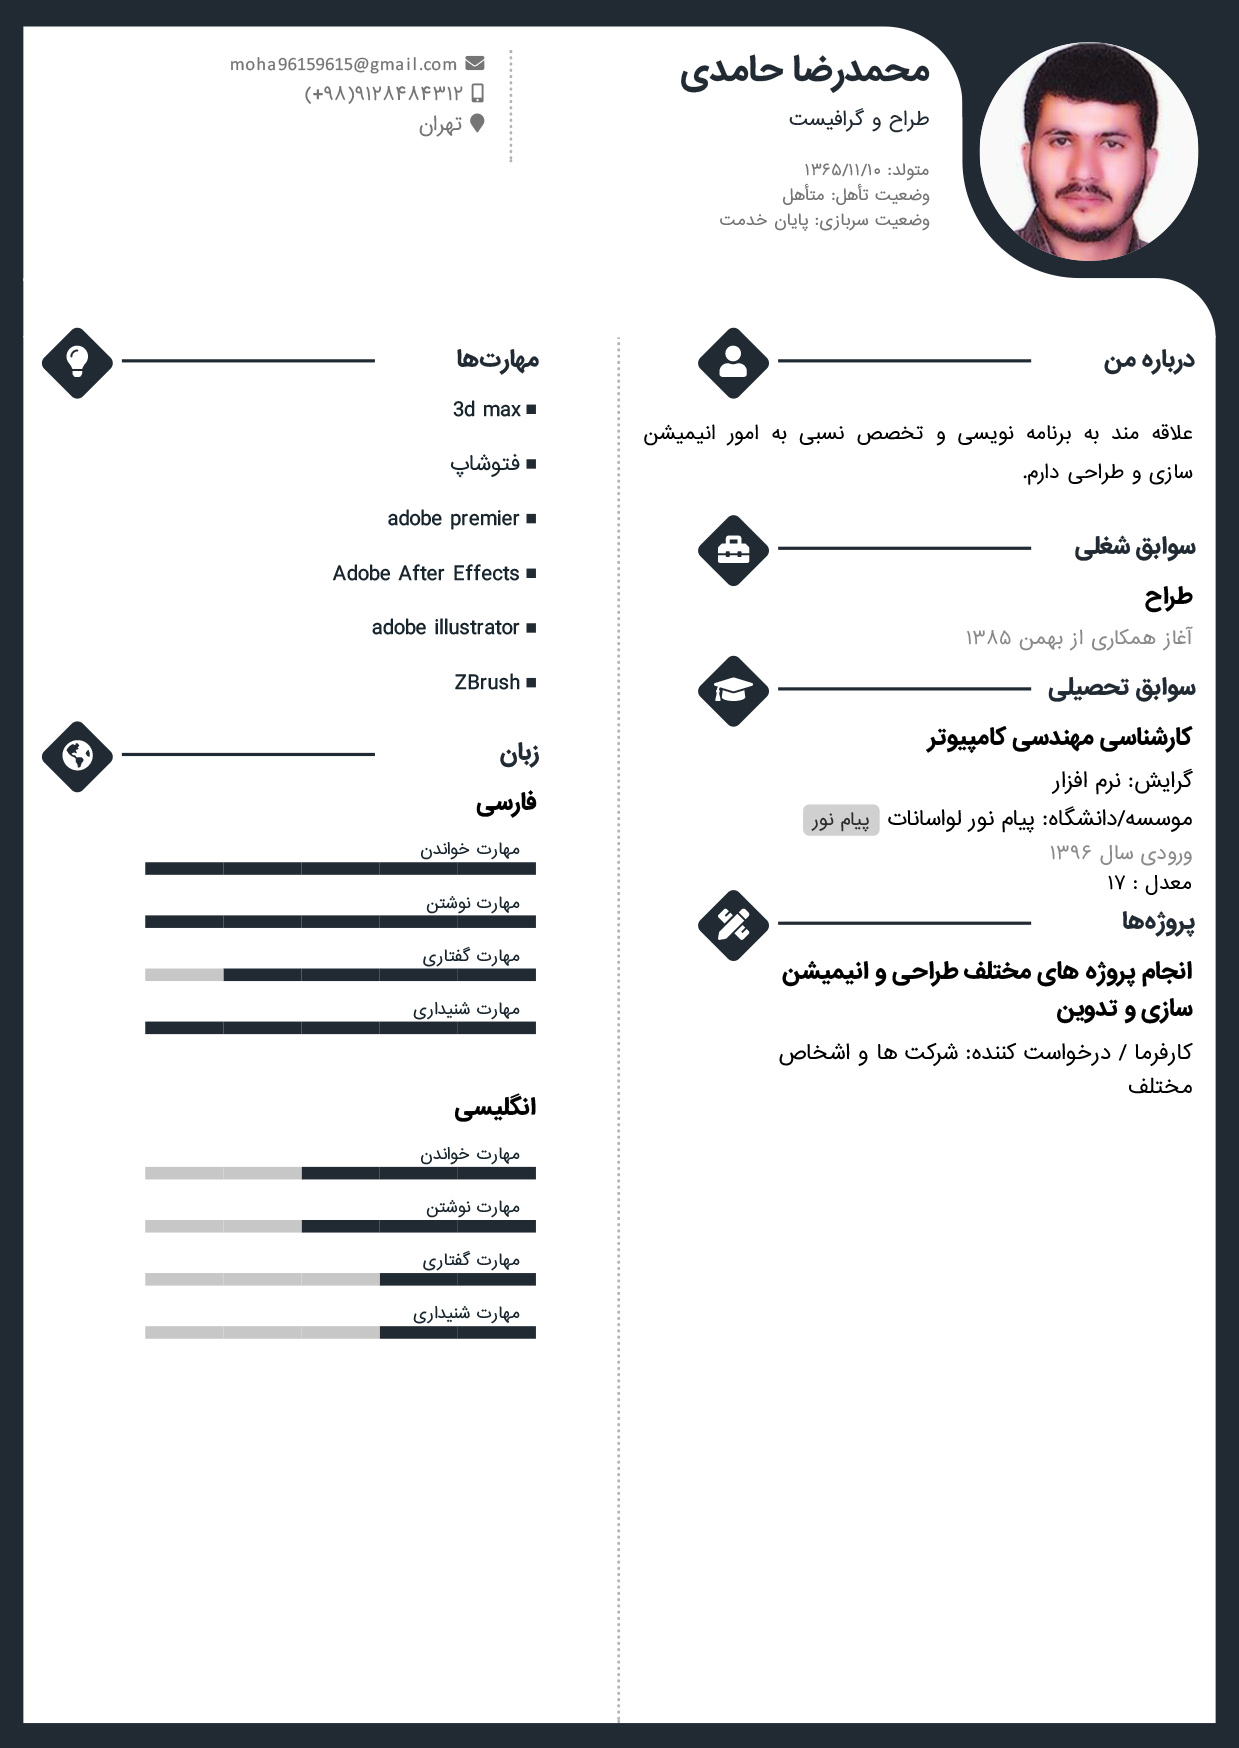 محمدرضا حامدی
طراح و گرافیست
متولد: ۱۳۶۵/۱۱/۱۰
وضعیت تأهل: متأهل
وضعیت سربازی: پایان خدمت
moha96159615@gmail.com
(+۹۸)۹۱۲۸۴۸۴۳۱۲
تهران
درباره من
علاقه مند به برنامه نویسی و تخصص نسبی به امور انیمیشن
سازی و طراحی دارم.
سوابق شغلی
طراح
آغاز همکاری از بهمن ۱۳۸۵
سوابق تحصیلی
کارشناسی مهندسی کامپیوتر
گرایش: نرم افزار
موسسه/دانشگاه: پیام نور لواسانات پیام نور
ورودی سال ۱۳۹۶
معدل : ۱۷
پروژه‌ها
انجام پروژه های مختلف طراحی و انیمیشن
سازی و تدوین
کارفرما / درخواست کننده: شرکت ها و اشخاص
مختلف
مهارت‌ها
3d max
فتوشاپ
adobe premier
Adobe After Effects
adobe illustrator
ZBrush
زبان
فارسی
مهارت خواندن
مهارت نوشتن
مهارت گفتاری
مهارت شنیداری
انگلیسی
مهارت خواندن
مهارت نوشتن
مهارت گفتاری
مهارت شنیداری